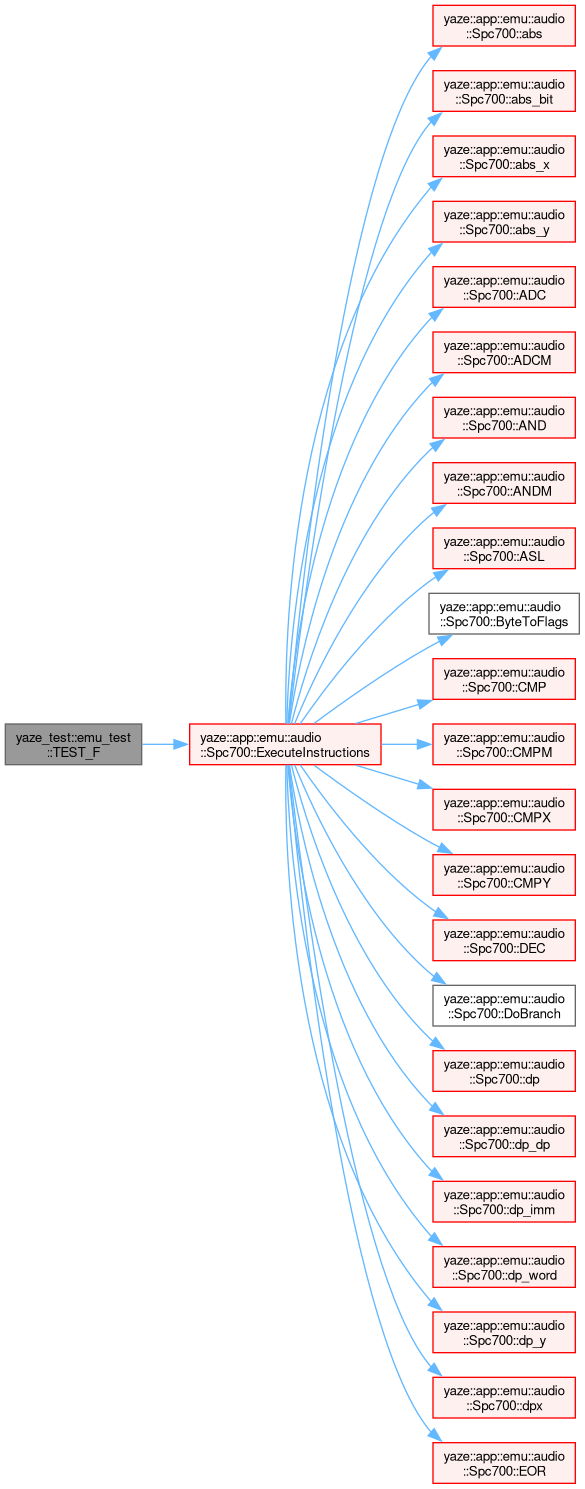 yaze::app::emu::audio
::Spc700::abs
yaze::app::emu::audio
::Spc700::abs_bit
yaze::app::emu::audio
::Spc700::abs_x
yaze::app::emu::audio
::Spc700::abs_y
yaze::app::emu::audio
::Spc700::ADC
yaze::app::emu::audio
::Spc700::ADCM
yaze::app::emu::audio
::Spc700::AND
yaze::app::emu::audio
::Spc700::ANDM
yaze::app::emu::audio
::Spc700::ASL
yaze::app::emu::audio
::Spc700::ByteToFlags
yaze::app::emu::audio
::Spc700::CMP
yaze_test::emu_test
::TEST_F
yaze::app::emu::audio
::Spc700::ExecuteInstructions
yaze::app::emu::audio
::Spc700::CMPM
yaze::app::emu::audio
::Spc700::CMPX
yaze::app::emu::audio
::Spc700::CMPY
yaze::app::emu::audio
::Spc700::DEC
yaze::app::emu::audio
::Spc700::DoBranch
yaze::app::emu::audio
::Spc700::dp
yaze::app::emu::audio
::Spc700::dp_dp
yaze::app::emu::audio
::Spc700::dp_imm
yaze::app::emu::audio
::Spc700::dp_word
yaze::app::emu::audio
::Spc700::dp_y
yaze::app::emu::audio
::Spc700::dpx
yaze::app::emu::audio
::Spc700::EOR